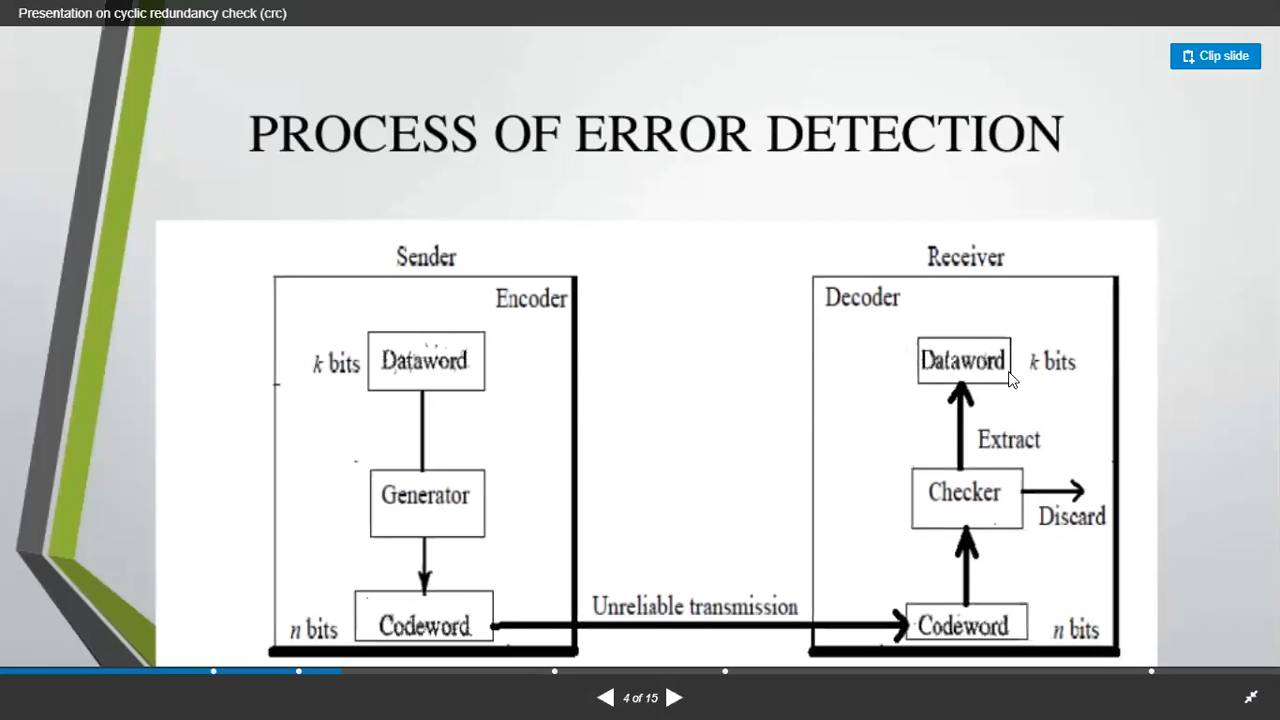 Presentation on cyclic redundancy check (crc)
Clip slide
PROCESS OF ERROR DETECTION
Sender
Receiver
Encoder
Decoder
k bits
Dataword
Dataword
k bits
Extract
Generator
Checker
Discard
Unreliable transmission
n bits
Codeword
Codeword
n bits
4 of 15